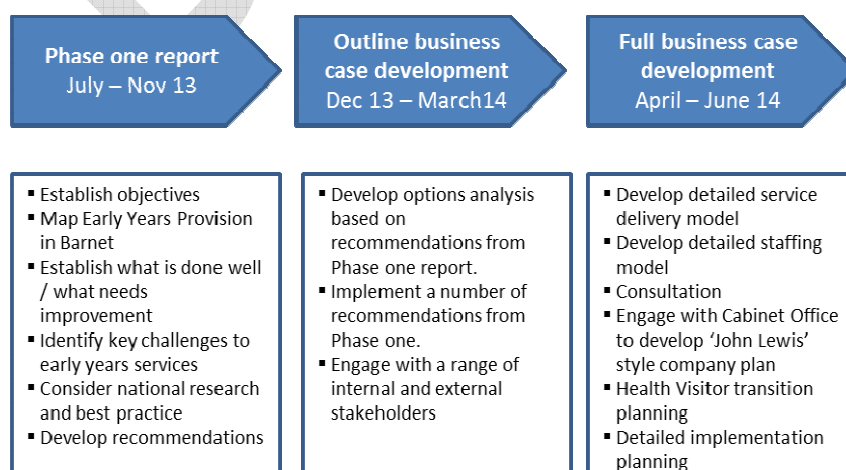 Phase one report
July – Nov 13
Outline business
case development
Dec 13 – March14
Full business case
development
April – June 14
▪ Establish objectives
▪ Map Early Years Provision
in Barnet
▪ Establish what is done well
/ what needs
improvement
▪ Identify key challenges to
early years services
▪ Consider national research
and best practice
▪ Develop recommendations
▪ Develop options analysis
based on
recommendations from
Phase one report.
▪ Implement a number of
recommendations from
Phase one.
▪ Engage with a range of
internal and external
stakeholders
▪ Develop detailed service
delivery model
▪ Develop detailed staffing
model
▪ Consultation
▪ Engage with Cabinet Office
to develop ‘John Lewis’
style company plan
▪ Health Visitor transition
planning
▪ Detailed implementation
planning